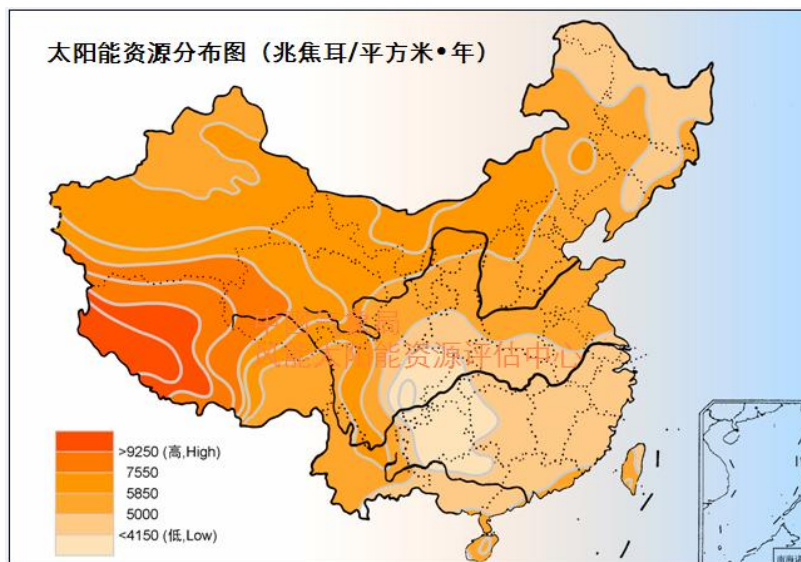 太阳能资源分布图（兆焦耳/平方米•年）
风能太阳能资源评估中心
>9250 (高,High)
7550
5850
5000
<4150 (低,Low)